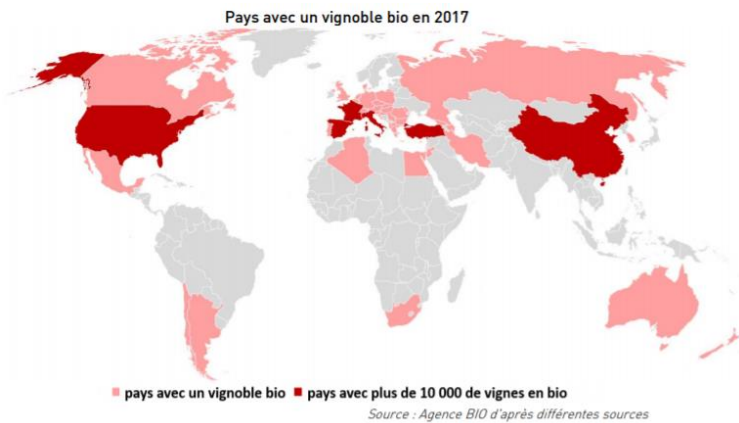 Pays avec un vignoble bio en 2017
pays avec un vignoble bio pays avec plus de 10 000 de vignes en bio
Source : Agence BIO d'après différentes sources